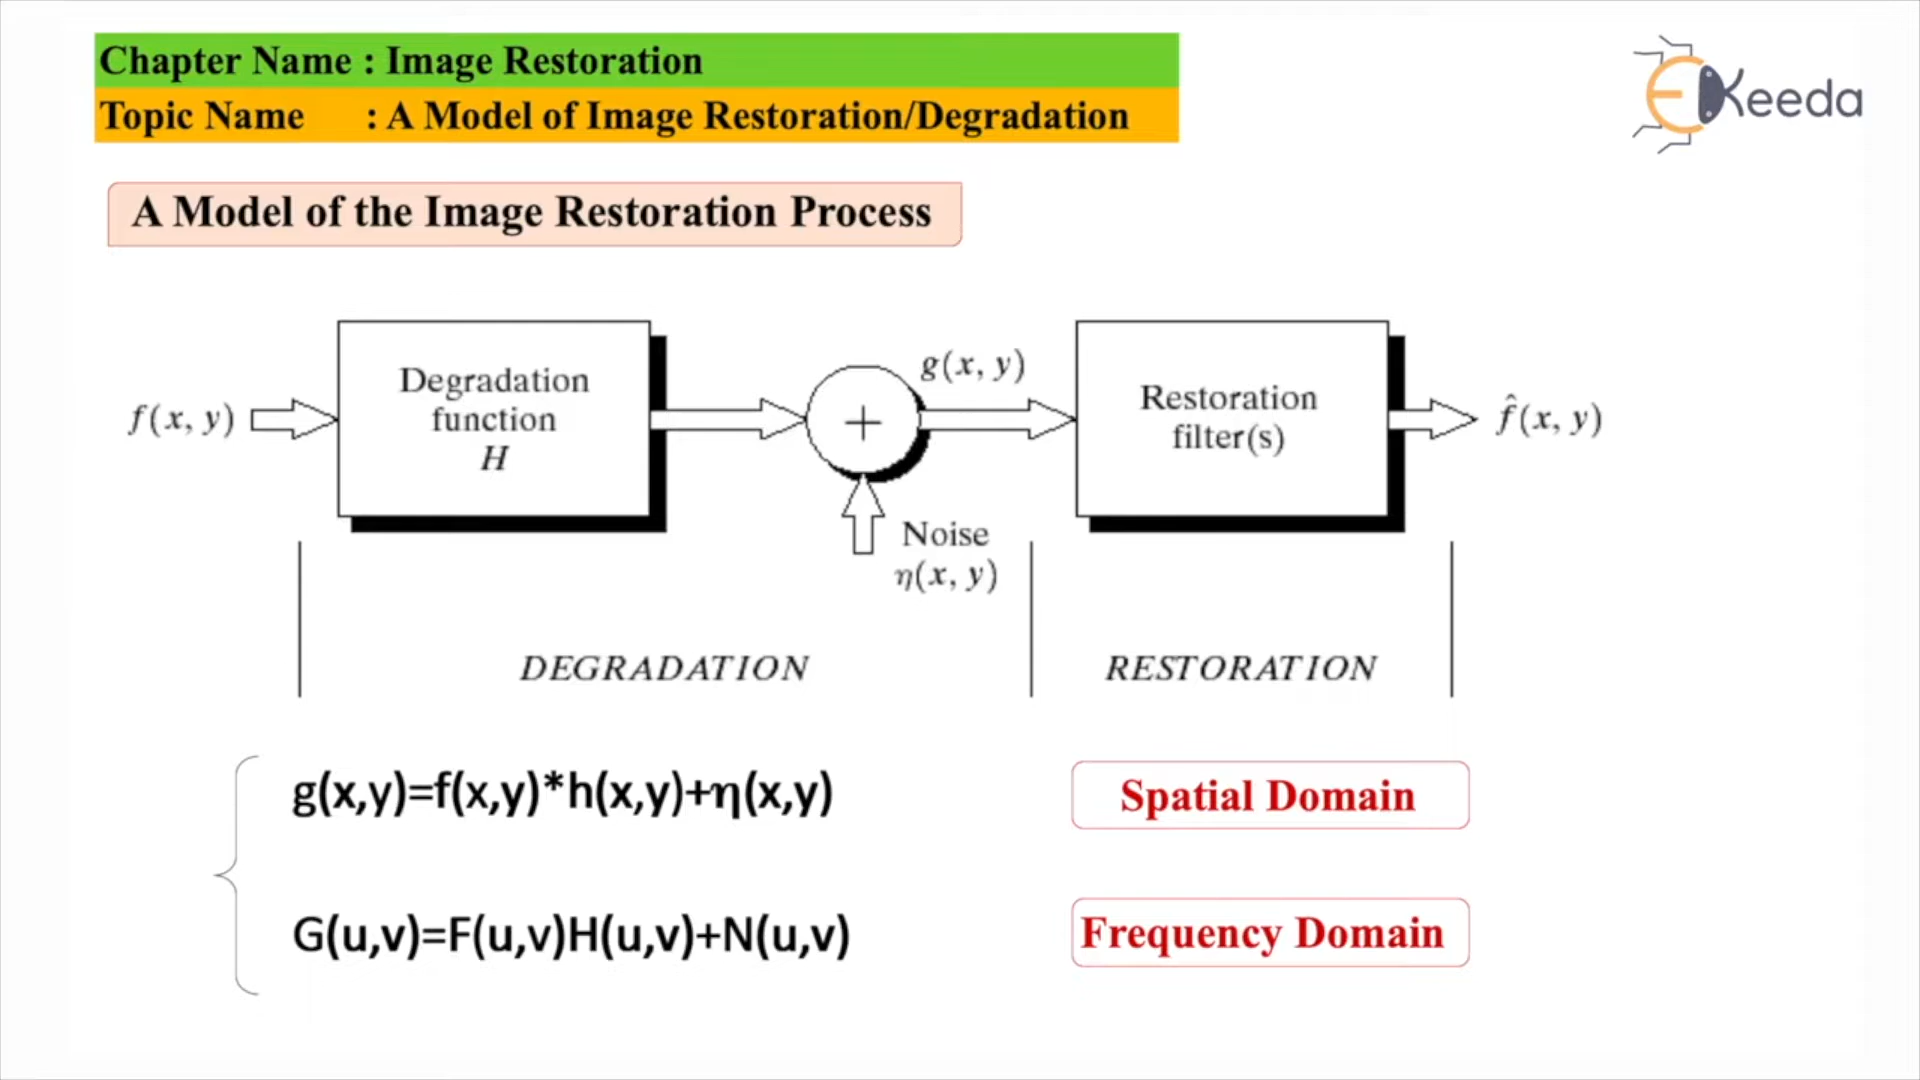 Chapter Name : Image Restoration
Topic Name : A Model of Image Restoration/Degradation
EKeeda
A Model of the Image Restoration Process
f(x, y)
Degradation
function
H
+
g(x, y)
Noise
η(x, y)
Restoration
filter(s)
f̂(x, y)
DEGRADATION
RESTORATION
g(x,y)=f(x,y)*h(x,y)+η(x,y)
Spatial Domain
G(u,v)=F(u,v)H(u,v)+N(u,v)
Frequency Domain